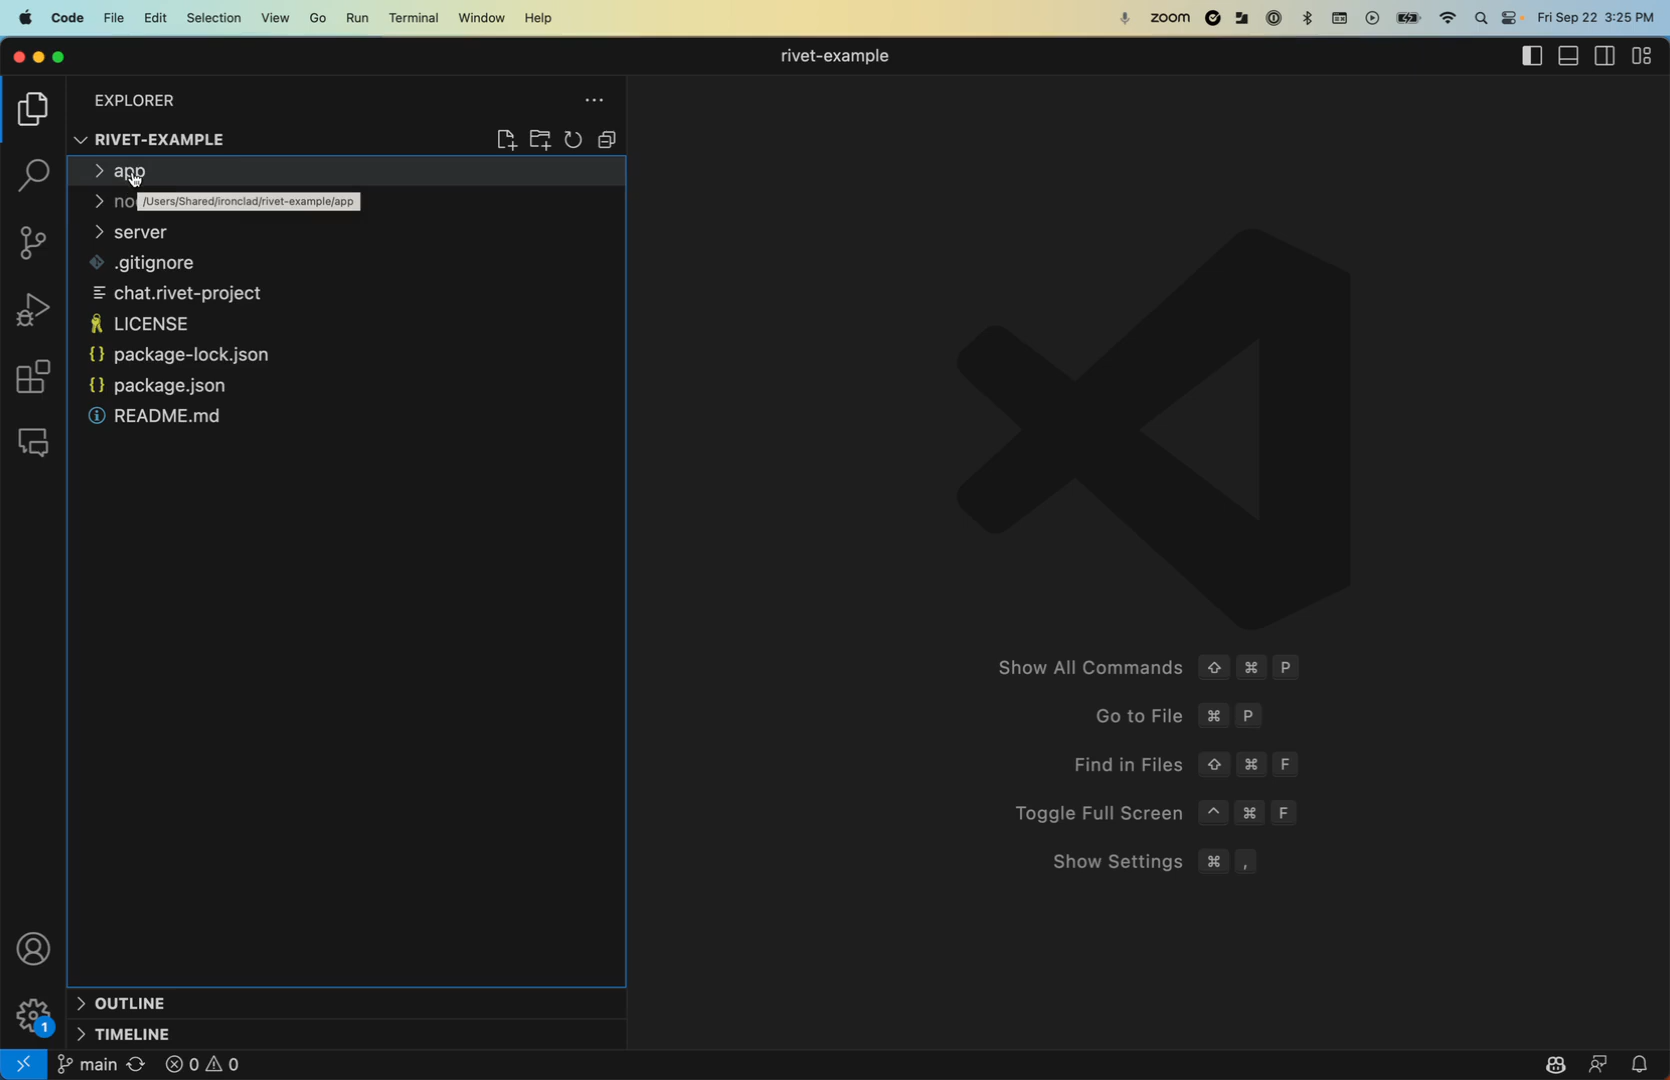 Code File Edit Selection View Go Run Terminal Window Help zoom Fri Sep 22 3:25 PM
rivet-example
EXPLORER
RIVET-EXAMPLE
app
/Users/Shared/ironclad/rivet-example/app
server
.gitignore
chat.rivet-project
LICENSE
{} package-lock.json
{} package.json
README.md
Show All Commands ⇧ ⌘ P
Go to File ⌘ P
Find in Files ⇧ ⌘ F
Toggle Full Screen ^ ⌘ F
Show Settings ⌘ ,
OUTLINE
TIMELINE
1
main 0 0